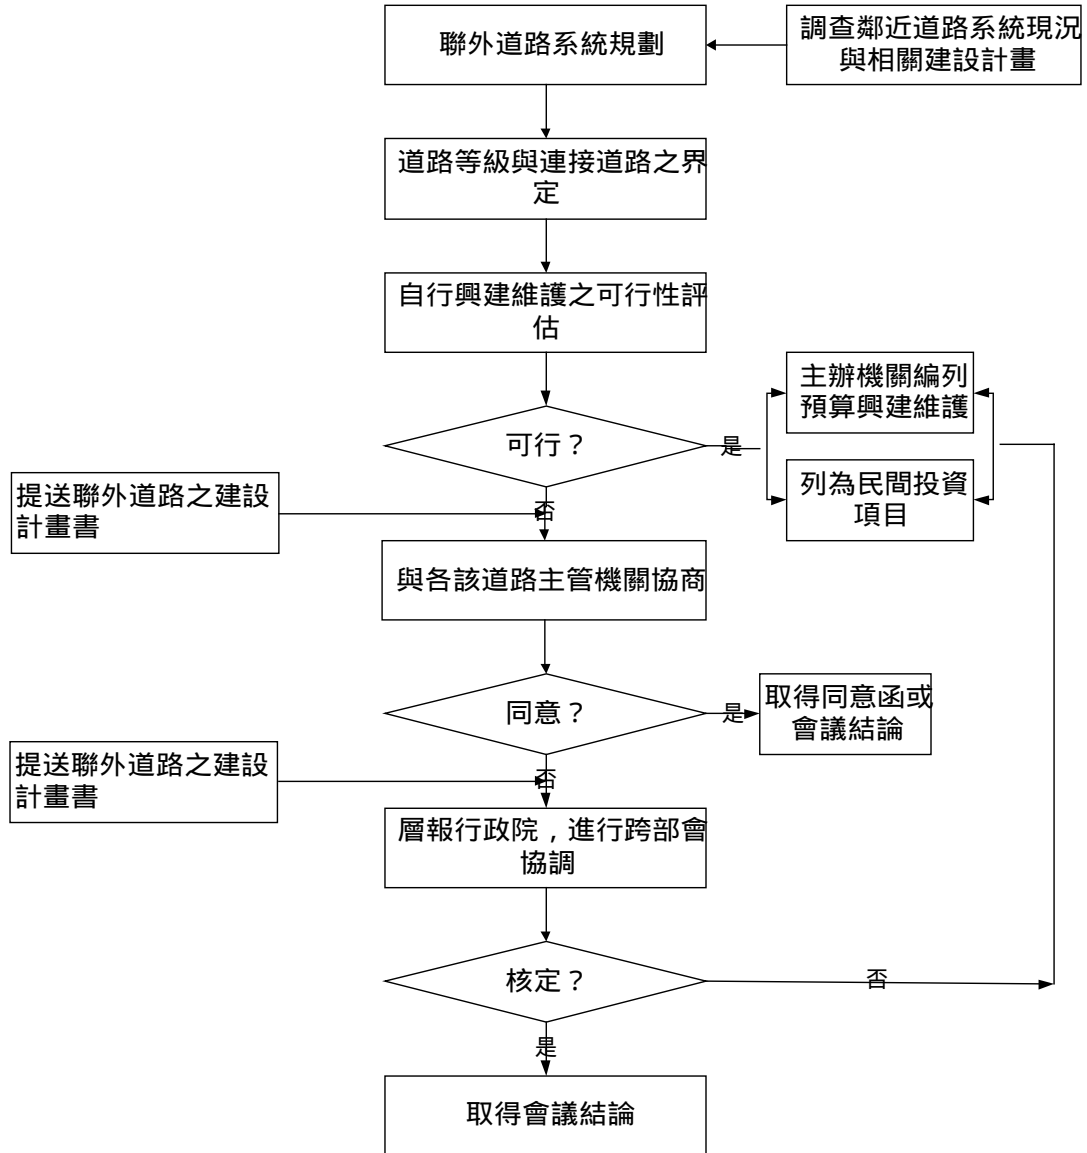 聯外道路系統規劃
調查鄰近道路系統現況
與相關建設計畫
道路等級與連接道路之界
定
自行興建維護之可行性評
估
主辦機關編列
預算興建維護
可行？
是
列為民間投資
項目
提送聯外道路之建設
計畫書
否
與各該道路主管機關協商
同意？
是
取得同意函或
會議結論
提送聯外道路之建設
計畫書
否
層報行政院，進行跨部會
協調
核定？
否
是
取得會議結論